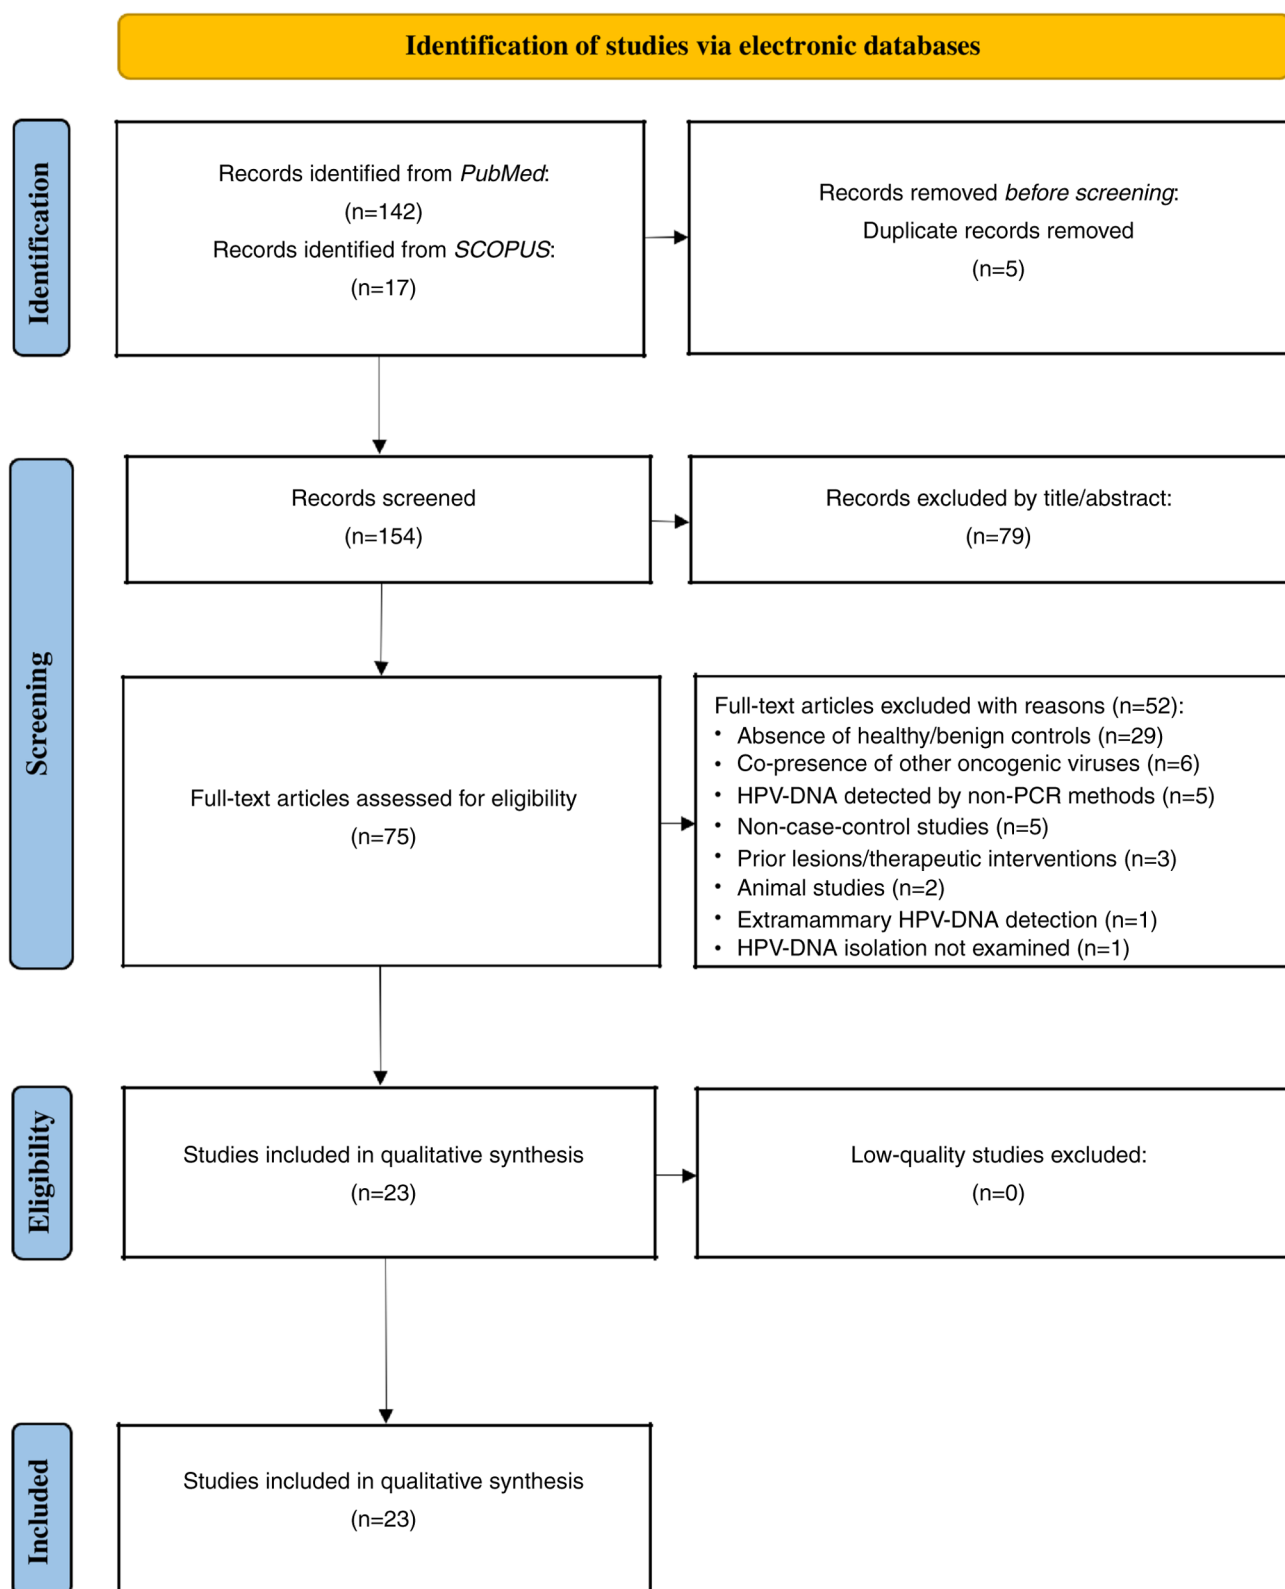 Identification of studies via electronic databases
Identification
Records identified from PubMed:
(n=142)
Records identified from SCOPUS:
(n=17)
Records removed before screening:
Duplicate records removed
(n=5)
Screening
Records screened
(n=154)
Records excluded by title/abstract:
(n=79)
Full-text articles assessed for eligibility
(n=75)
Full-text articles excluded with reasons (n=52):
• Absence of healthy/benign controls (n=29)
• Co-presence of other oncogenic viruses (n=6)
• HPV-DNA detected by non-PCR methods (n=5)
• Non-case-control studies (n=5)
• Prior lesions/therapeutic interventions (n=3)
• Animal studies (n=2)
• Extramammary HPV-DNA detection (n=1)
• HPV-DNA isolation not examined (n=1)
Eligibility
Studies included in qualitative synthesis
(n=23)
Low-quality studies excluded:
(n=0)
Included
Studies included in qualitative synthesis
(n=23)